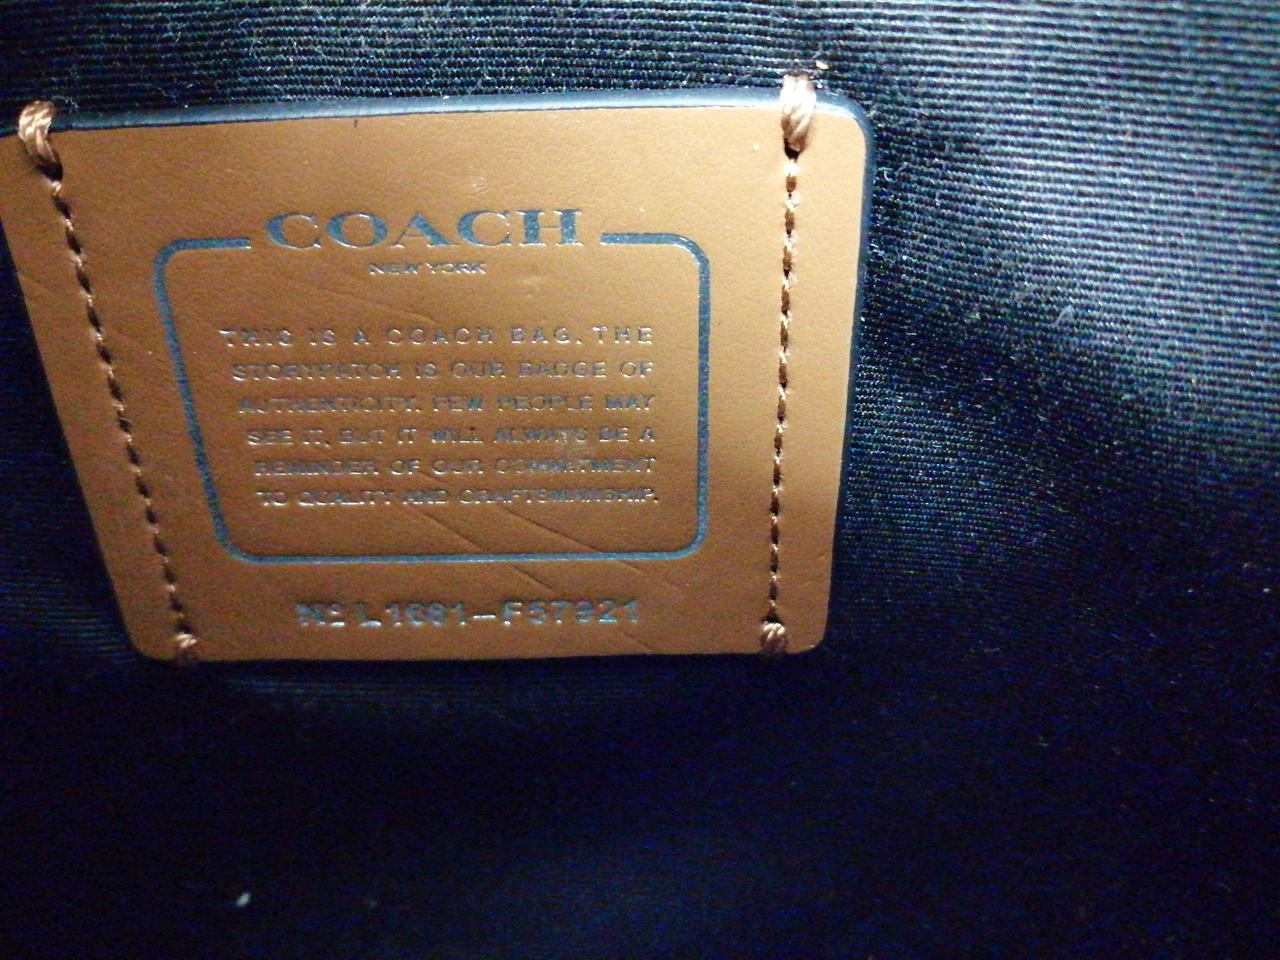 COACH
NEW YORK
THIS IS A COACH BAG. THE
STORYPATCH IS OUR BADGE OF
AUTHENTICITY. FEW PEOPLE MAY
SEE IT, BUT IT WILL ALWAYS BE A
REMINDER OF OUR COMMITMENT
TO QUALITY AND CRAFTSMANSHIP.
Nº L1681-F57921